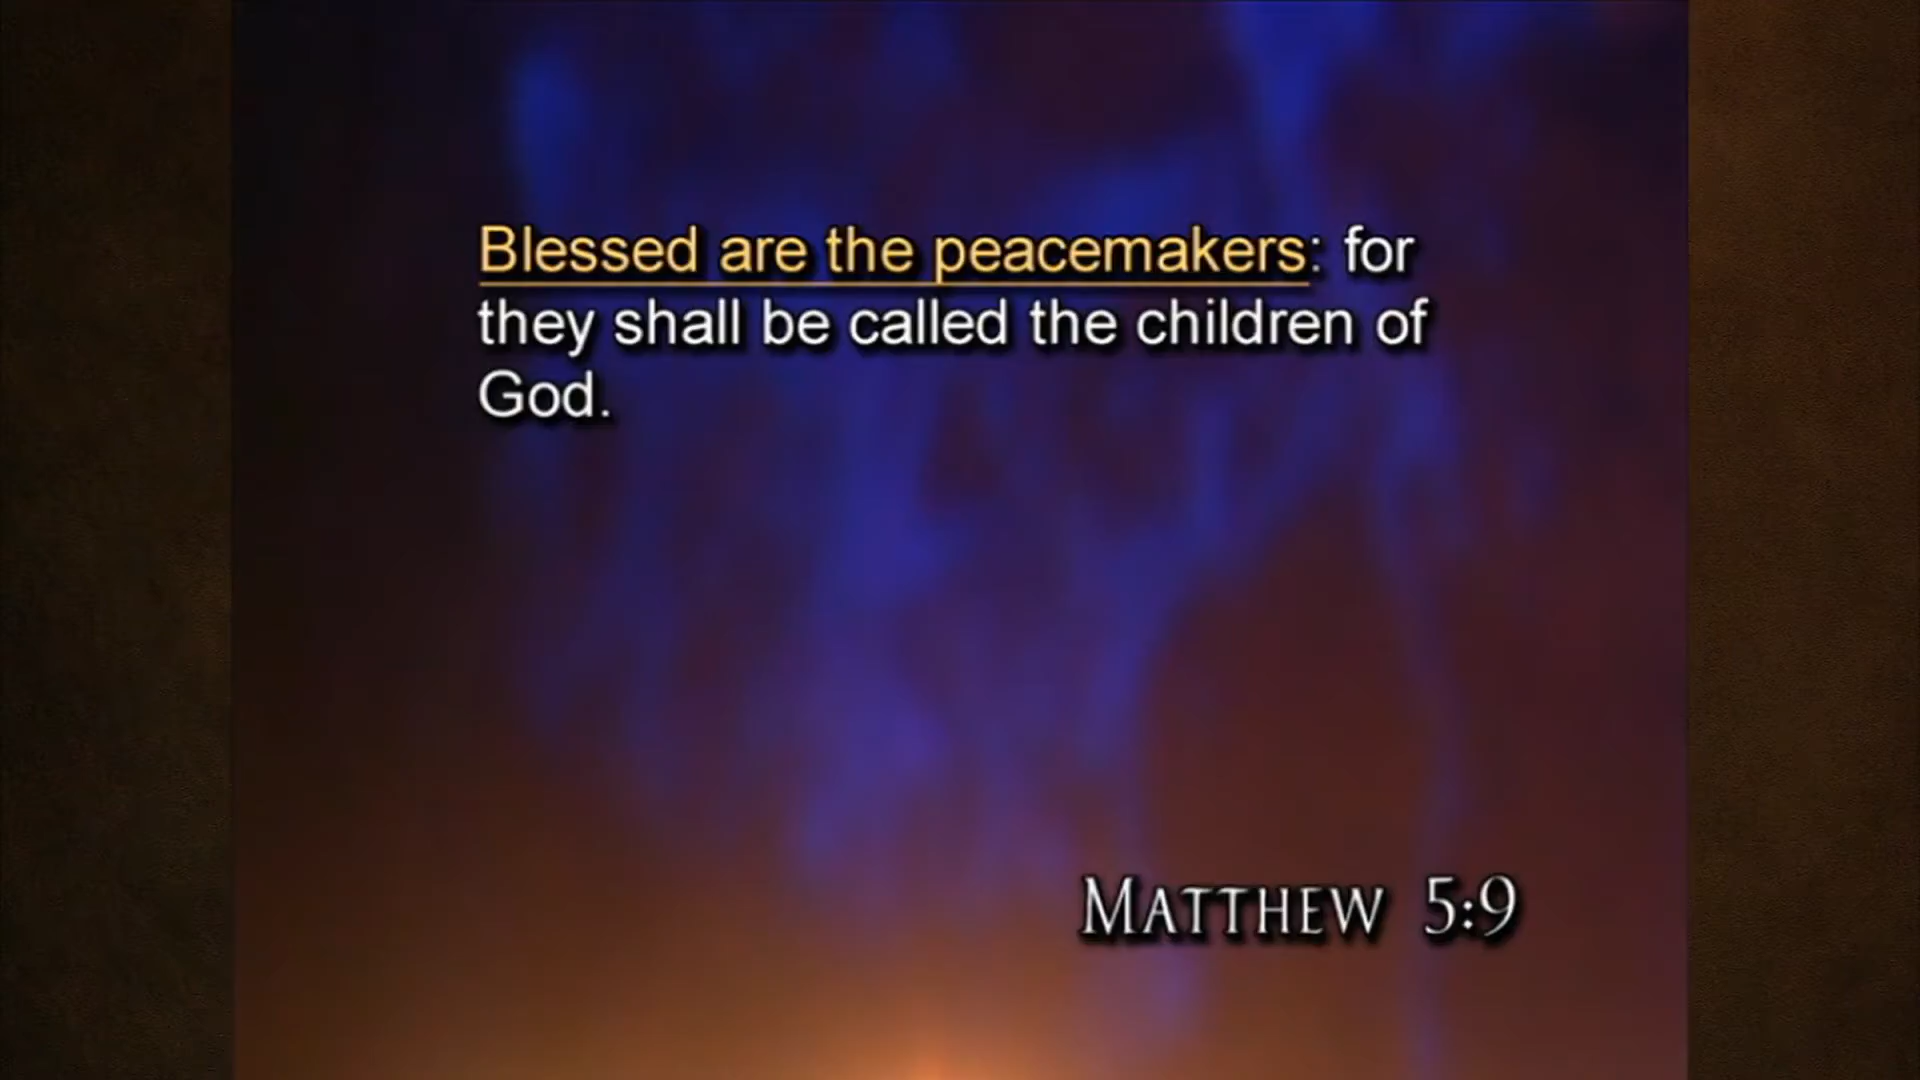 Blessed are the peacemakers: for
they shall be called the children of
God.
MATTHEW 5:9